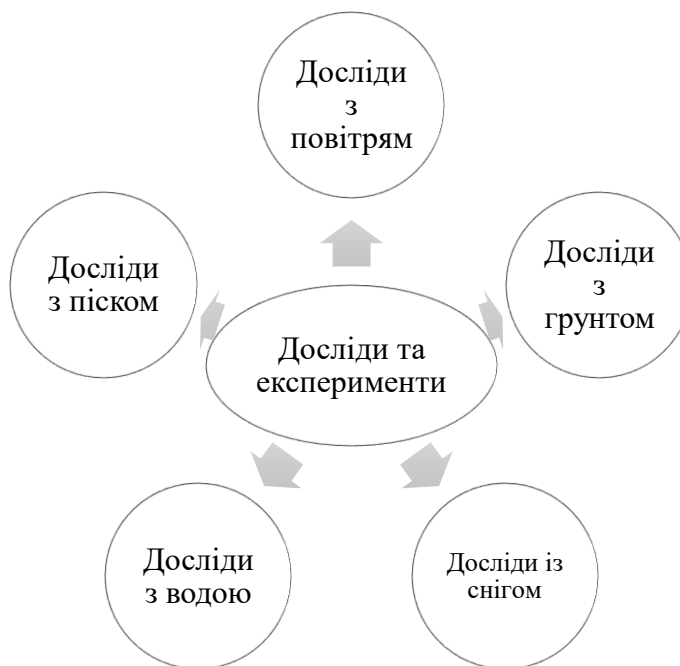 Досліди
з
повітрям
Досліди
з піском
Досліди
з
грунтом
Досліди та
експерименти
Досліди
з водою
Досліди із
снігом